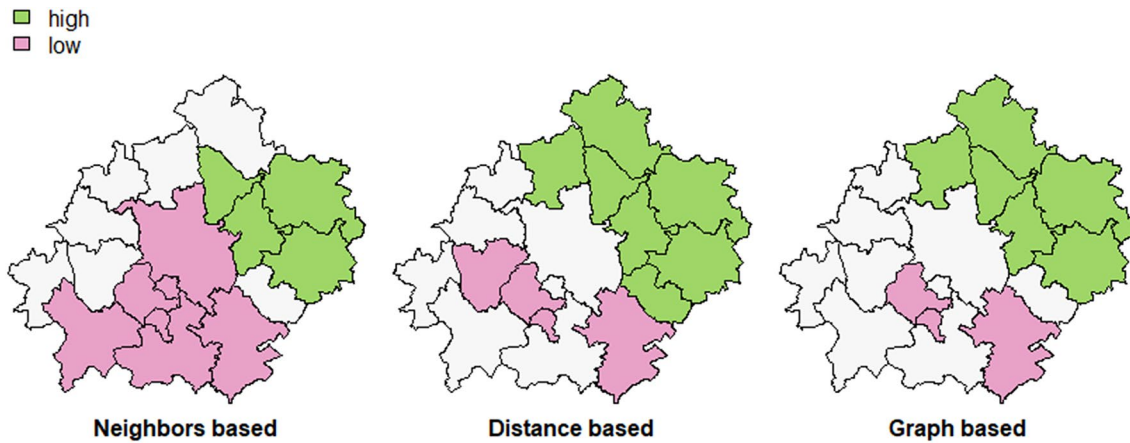 high
low
Neighbors based
Distance based
Graph based